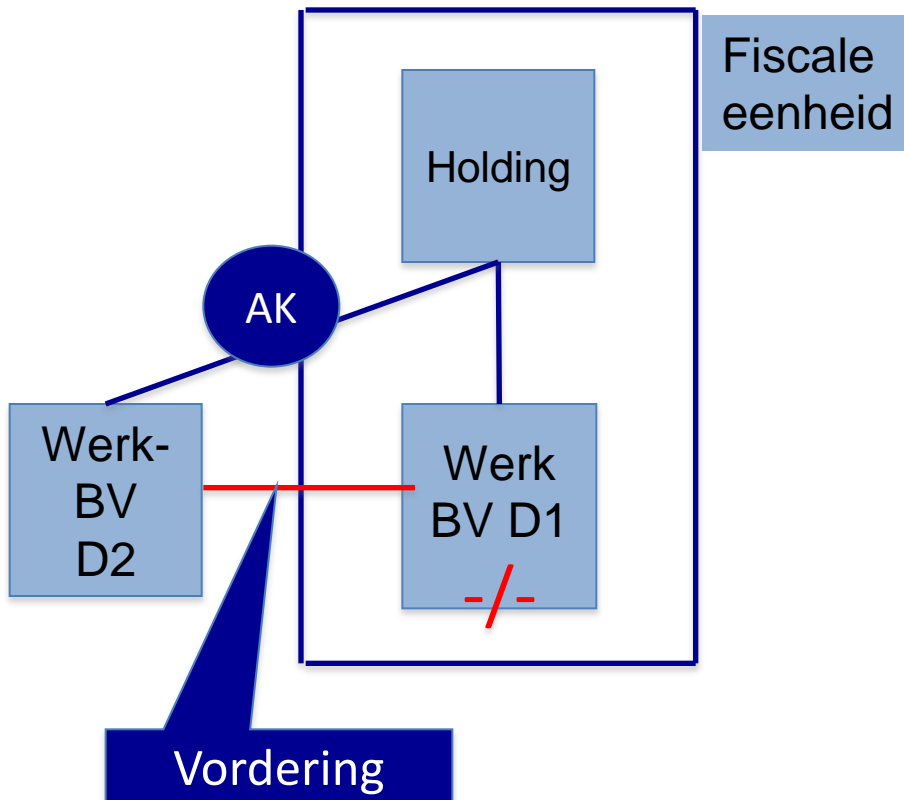 Fiscale
eenheid
Holding
AK
Werk-
BV
D2
Werk
BV D1
-/-
Vordering